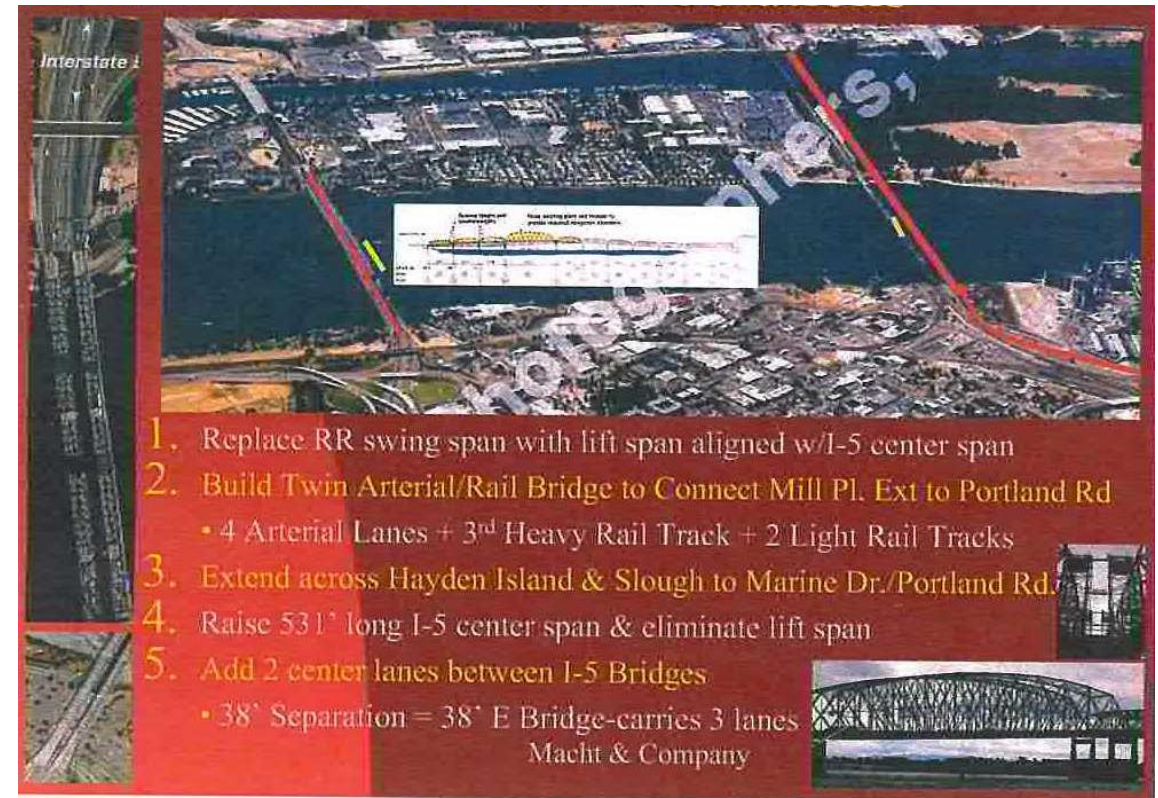 Interstate
1. Replace RR swing span with lift span aligned w/I-5 center span
2. Build Twin Arterial/Rail Bridge to Connect Mill Pl. Ext to Portland Rd
• 4 Arterial Lanes + 3rd Heavy Rail Track + 2 Light Rail Tracks
3. Extend across Hayden Island & Slough to Marine Dr./Portland Rd.
4. Raise 531' long I-5 center span & eliminate lift span
5. Add 2 center lanes between I-5 Bridges
• 38' Separation = 38' E Bridge-carries 3 lanes
Macht & Company